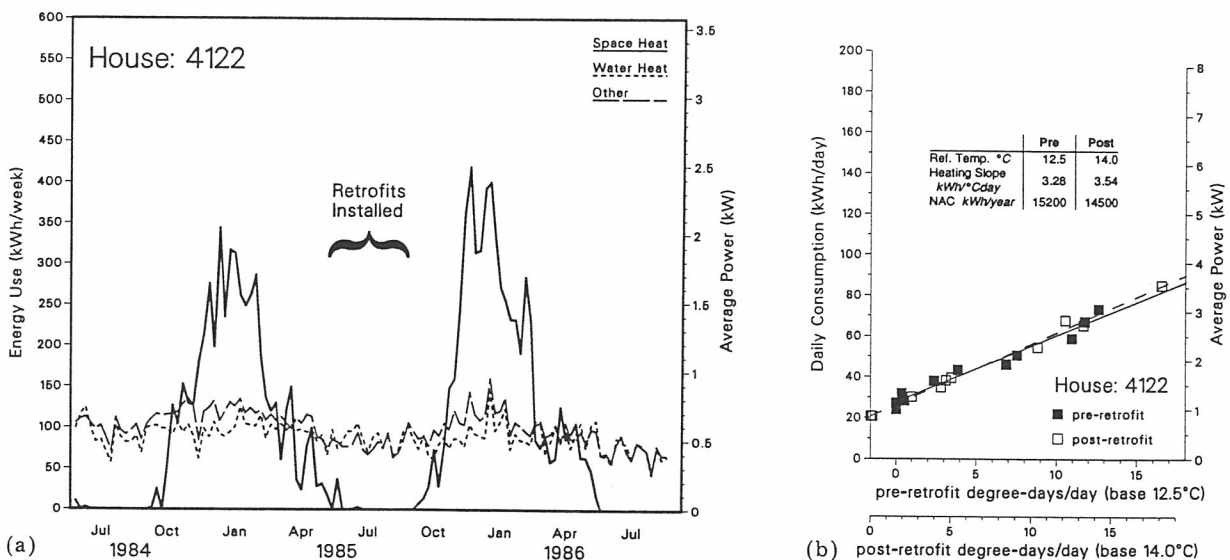 600
550
500
450
400
350
300
250
200
150
100
50
0
Energy Use (kWh/week)
House: 4122
Space Heat
Water Heat
Other
Retrofits
Installed
3.5
3
2.5
2
1.5
1
0.5
0
Average Power (kW)
Jul Oct Jan Apr Jul Oct Jan Apr Jul
1984 1985 1986
(a)
200
190
180
170
160
150
140
130
120
110
100
80
60
40
20
0
Daily Consumption (kWh/day)
Pre Post
Ref. Temp. °C 12.5 14.0
Heating Slope
kWh/°Cday 3.28 3.54
NAC kWh/year 15200 14500
8
7
6
5
4
3
2
1
0
Average Power (kW)
House: 4122
pre-retrofit
post-retrofit
0 5 10 15
pre-retrofit degree-days/day (base 12.5°C)
0 5 10 15
post-retrofit degree-days/day (base 14.0°C)
(b)